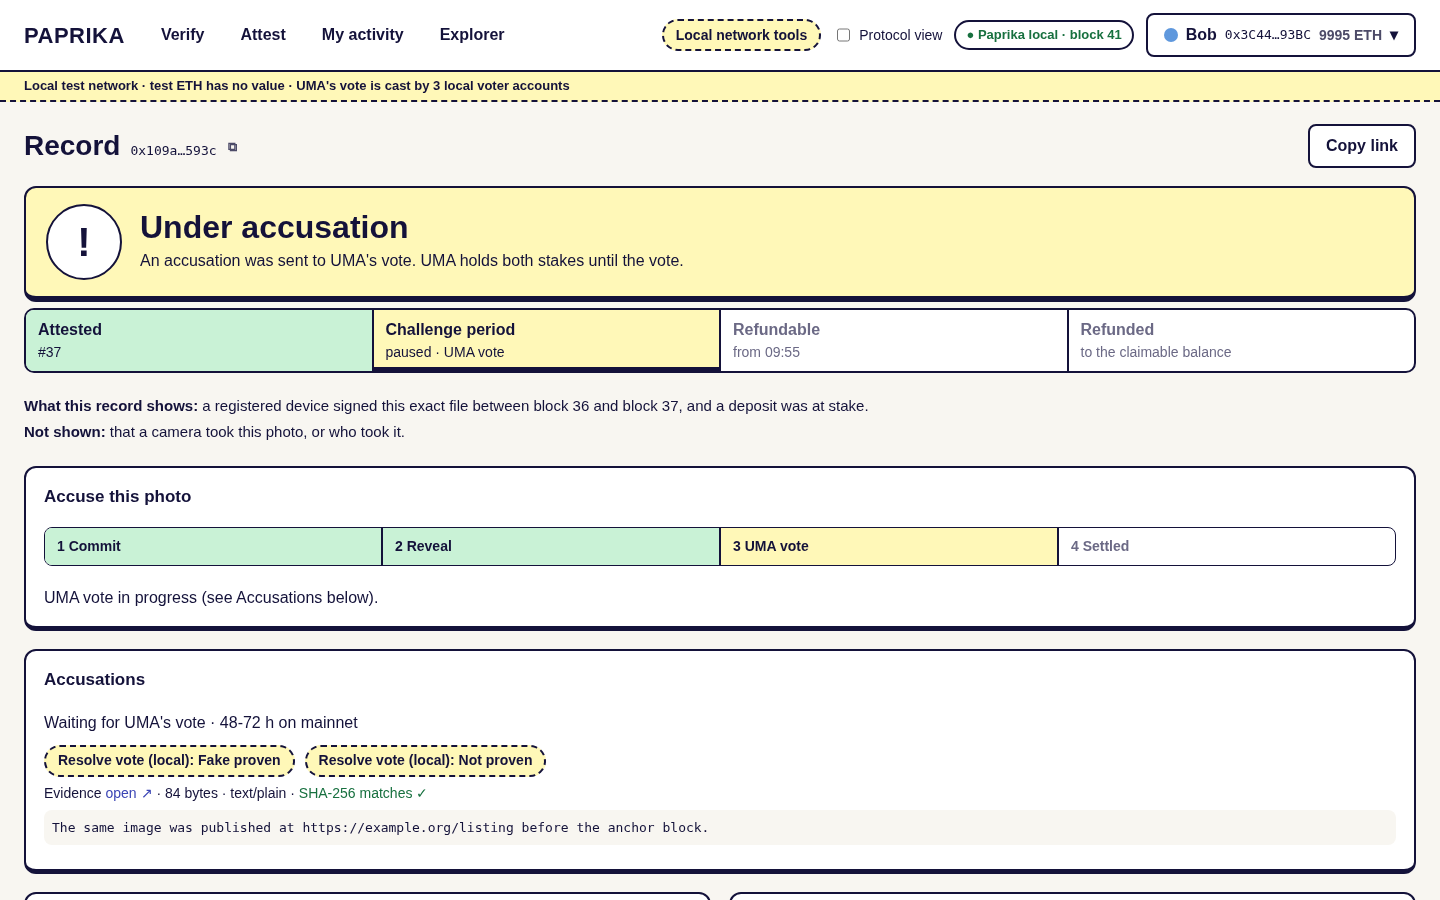 PAPRIKA Verify Attest My activity Explorer Local network tools Protocol view ● Paprika local · block 41 Bob 0x3C44…93BC 9995 ETH ▼
Local test network · test ETH has no value · UMA's vote is cast by 3 local voter accounts
Record 0x109a…593c ⧉ Copy link
! Under accusation
An accusation was sent to UMA's vote. UMA holds both stakes until the vote.
Attested Challenge period Refundable Refunded
#37 paused · UMA vote from 09:55 to the claimable balance
What this record shows: a registered device signed this exact file between block 36 and block 37, and a deposit was at stake.
Not shown: that a camera took this photo, or who took it.
Accuse this photo
1 Commit 2 Reveal 3 UMA vote 4 Settled
UMA vote in progress (see Accusations below).
Accusations
Waiting for UMA's vote · 48-72 h on mainnet
Resolve vote (local): Fake proven Resolve vote (local): Not proven
Evidence open ↗ · 84 bytes · text/plain · SHA-256 matches ✓
The same image was published at https://example.org/listing before the anchor block.